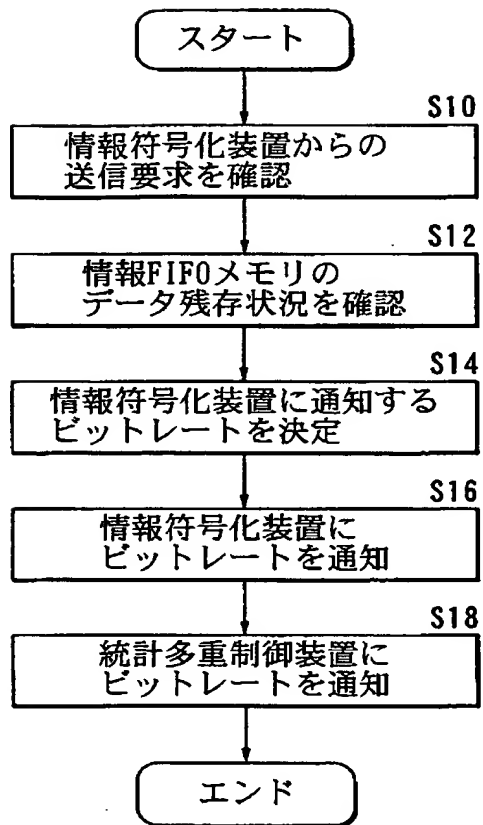 スタート
S10
情報符号化装置からの
送信要求を確認
S12
情報FIFOメモリの
データ残存状況を確認
S14
情報符号化装置に通知する
ビットレートを決定
S16
情報符号化装置に
ビットレートを通知
S18
統計多重制御装置に
ビットレートを通知
エンド